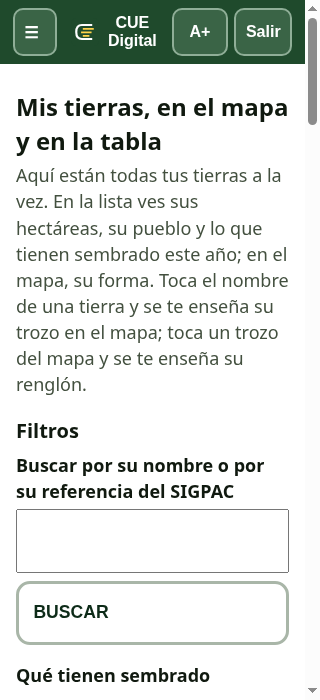 ☰
CUE
Digital
A+
Salir
Mis tierras, en el mapa
y en la tabla
Aquí están todas tus tierras a la
vez. En la lista ves sus
hectáreas, su pueblo y lo que
tienen sembrado este año; en el
mapa, su forma. Toca el nombre
de una tierra y se te enseña su
trozo en el mapa; toca un trozo
del mapa y se te enseña su
renglón.
Filtros
Buscar por su nombre o por
su referencia del SIGPAC
BUSCAR
Qué tienen sembrado